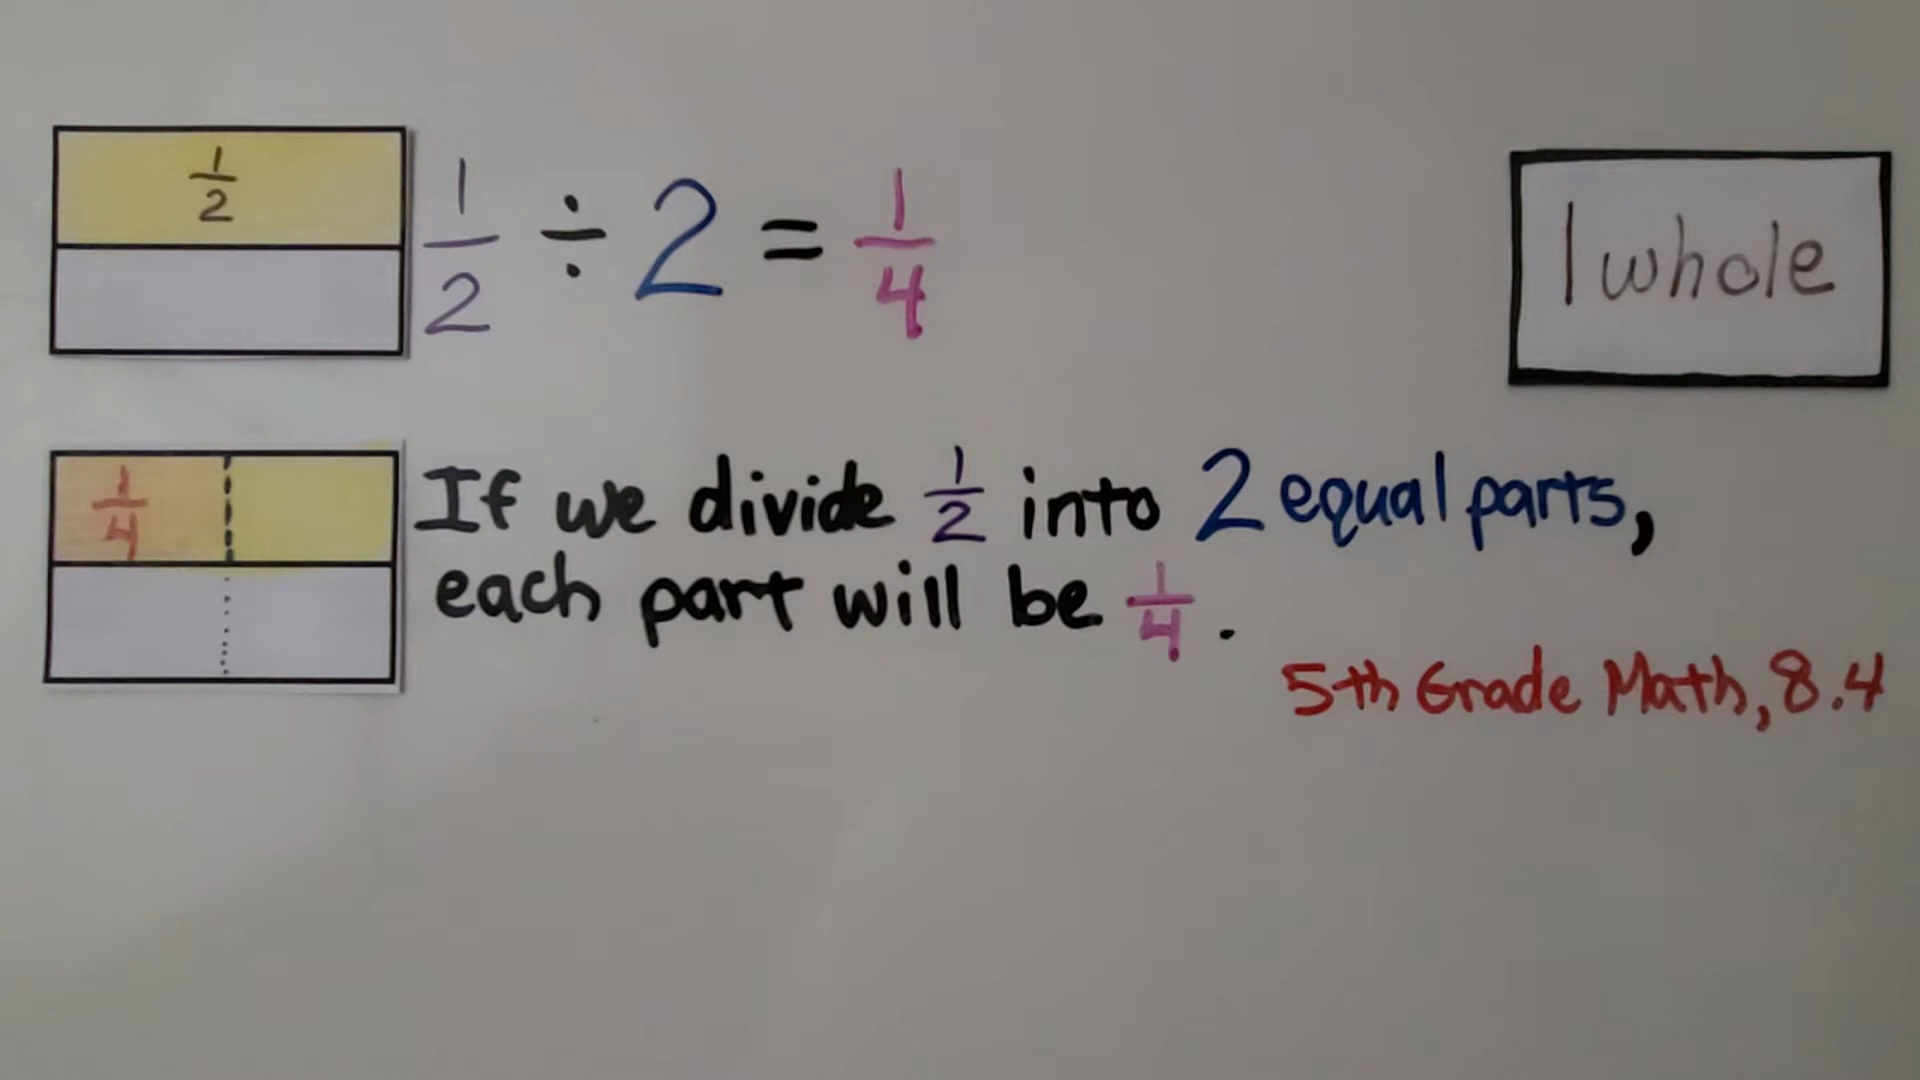 1/2
1/2 ÷ 2 = 1/4
1 whole
1/4
If we divide 1/2 into 2 equal parts,
each part will be 1/4.
5th Grade Math, 8.4